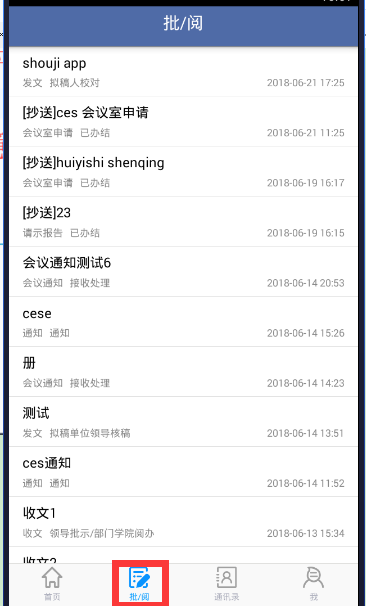 批/阅
shouji app
发文 拟稿人校对 2018-06-21 17:25
[抄送]ces 会议室申请
会议室申请 已办结 2018-06-21 11:25
[抄送]huiyishi shenqing
会议室申请 已办结 2018-06-19 16:17
[抄送]23
请示报告 已办结 2018-06-19 16:15
会议通知测试6
会议通知 接收处理 2018-06-14 20:53
cese
通知 通知 2018-06-14 15:26
册
会议通知 接收处理 2018-06-14 14:23
测试
发文 拟稿单位领导核稿 2018-06-14 13:51
ces通知
通知 通知 2018-06-14 11:52
收文1
收文 领导批示/部门学院阅办 2018-06-13 15:34
收文2
首页 批/阅 通讯录 我